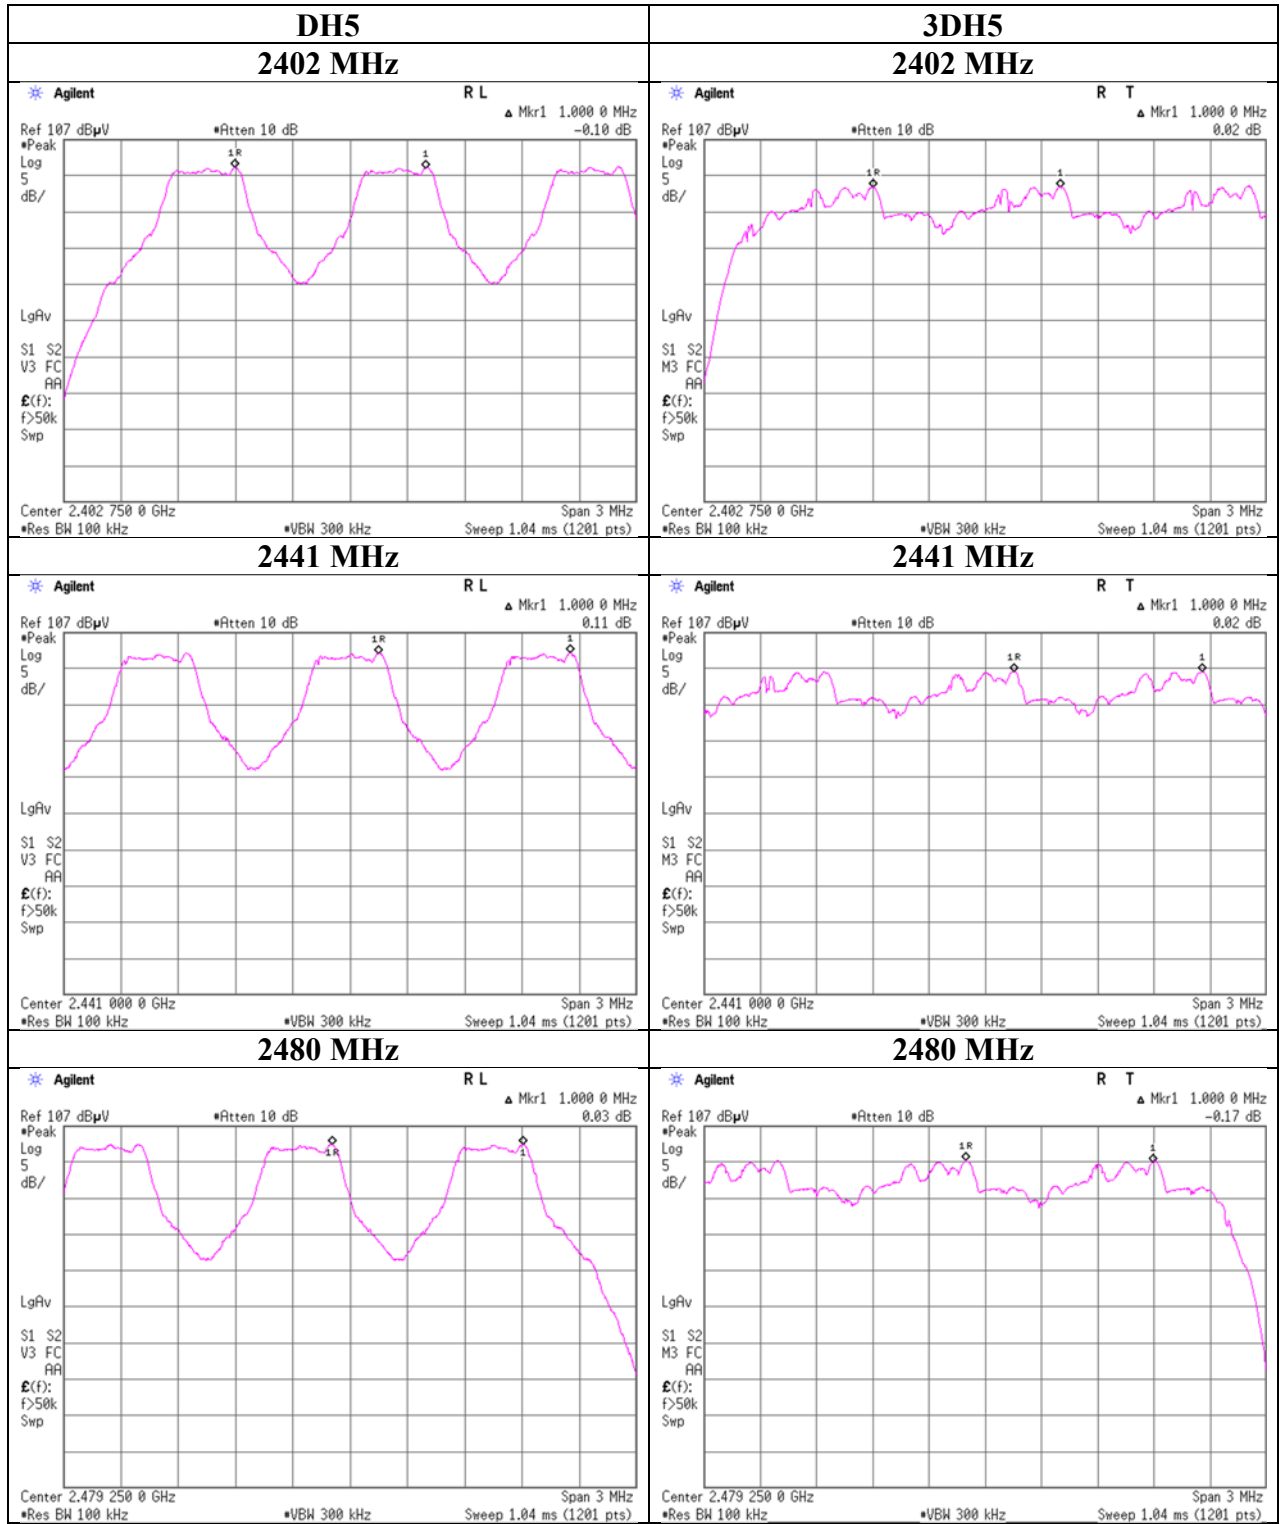 DH5 3DH5
2402 MHz 2402 MHz
Agilent R L
Δ Mkr1 1.000 0 MHz
Ref 107 dBµV *Atten 10 dB -0.10 dB
*Peak
Log
5
dB/
1R
1
LgAv
S1 S2
V3 FC
AA
£(f):
f>50k
Swp
Center 2.402 750 0 GHz Span 3 MHz
*Res BW 100 kHz *VBW 300 kHz Sweep 1.04 ms (1201 pts)
Agilent R T
Δ Mkr1 1.000 0 MHz
Ref 107 dBµV *Atten 10 dB 0.02 dB
*Peak
Log
5
dB/
1R
1
LgAv
S1 S2
M3 FC
AA
£(f):
f>50k
Swp
Center 2.402 750 0 GHz Span 3 MHz
*Res BW 100 kHz *VBW 300 kHz Sweep 1.04 ms (1201 pts)
2441 MHz 2441 MHz
Agilent R L
Δ Mkr1 1.000 0 MHz
Ref 107 dBµV *Atten 10 dB 0.11 dB
*Peak
Log
5
dB/
1R
1
LgAv
S1 S2
V3 FC
AA
£(f):
f>50k
Swp
Center 2.441 000 0 GHz Span 3 MHz
*Res BW 100 kHz *VBW 300 kHz Sweep 1.04 ms (1201 pts)
Agilent R T
Δ Mkr1 1.000 0 MHz
Ref 107 dBµV *Atten 10 dB 0.02 dB
*Peak
Log
5
dB/
1R
1
LgAv
S1 S2
M3 FC
AA
£(f):
f>50k
Swp
Center 2.441 000 0 GHz Span 3 MHz
*Res BW 100 kHz *VBW 300 kHz Sweep 1.04 ms (1201 pts)
2480 MHz 2480 MHz
Agilent R L
Δ Mkr1 1.000 0 MHz
Ref 107 dBµV *Atten 10 dB 0.03 dB
*Peak
Log
5
dB/
1R
1
LgAv
S1 S2
V3 FC
AA
£(f):
f>50k
Swp
Center 2.479 250 0 GHz Span 3 MHz
*Res BW 100 kHz *VBW 300 kHz Sweep 1.04 ms (1201 pts)
Agilent R T
Δ Mkr1 1.000 0 MHz
Ref 107 dBµV *Atten 10 dB -0.17 dB
*Peak
Log
5
dB/
1R
1
LgAv
S1 S2
M3 FC
AA
£(f):
f>50k
Swp
Center 2.479 250 0 GHz Span 3 MHz
*Res BW 100 kHz *VBW 300 kHz Sweep 1.04 ms (1201 pts)